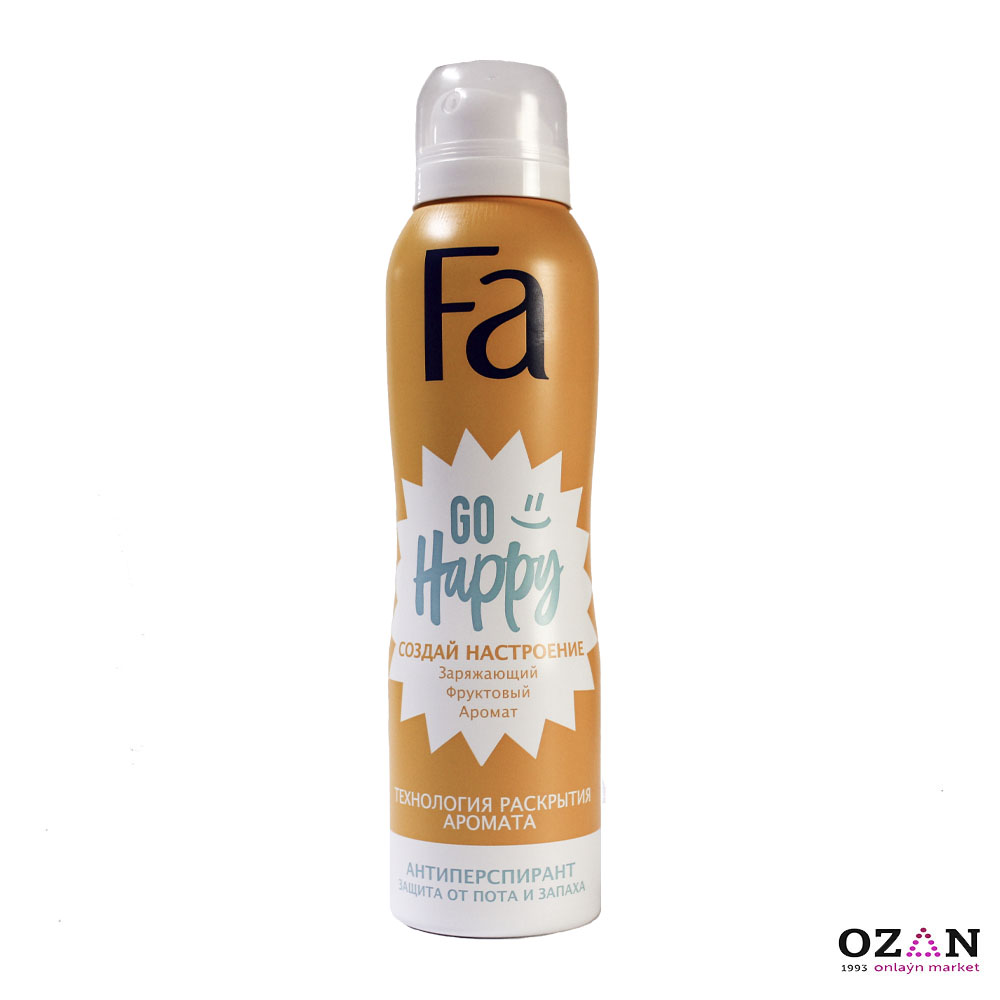 Fa
GO
Happy
СОЗДАЙ НАСТРОЕНИЕ
Заряжающий
Фруктовый
Аромат
ТЕХНОЛОГИЯ РАСКРЫТИЯ
АРОМАТА
АНТИПЕРСПИРАНТ
ЗАЩИТА ОТ ПОТА И ЗАПАХА
OZAN
1993 onlaýn market